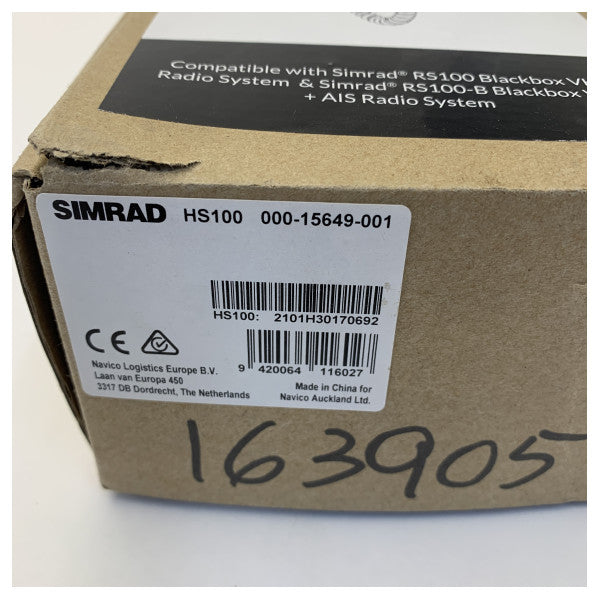 Compatible with Simrad® RS100 Blackbox
Radio System & Simrad® RS100-B Blackbox
+ AIS Radio System
SIMRAD HS100 000-15649-001
HS100: 2101H30170692
9 420064 116027
CE
Navico Logistics Europe B.V.
Laan van Europa 450
3317 DB Dordrecht, The Netherlands
Made in China for
Navico Auckland Ltd.
163905